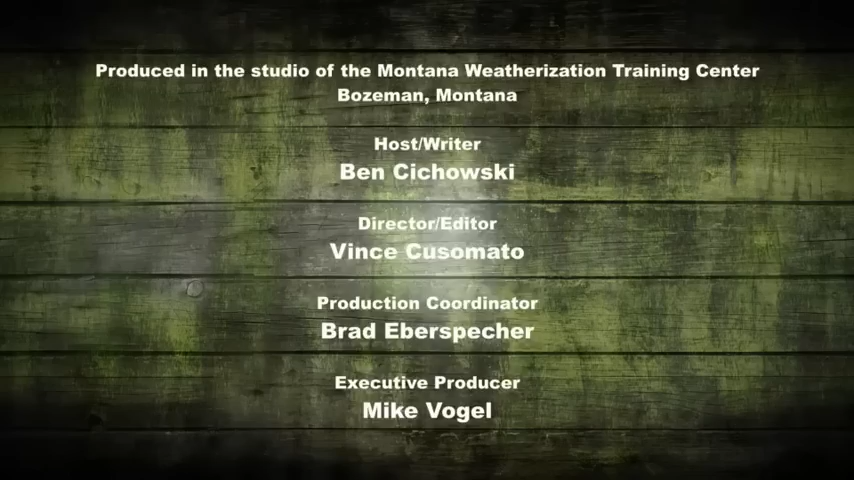 Produced in the studio of the Montana Weatherization Training Center
Bozeman, Montana
Host/Writer
Ben Cichowski
Director/Editor
Vince Cusomato
Production Coordinator
Brad Eberspecher
Executive Producer
Mike Vogel